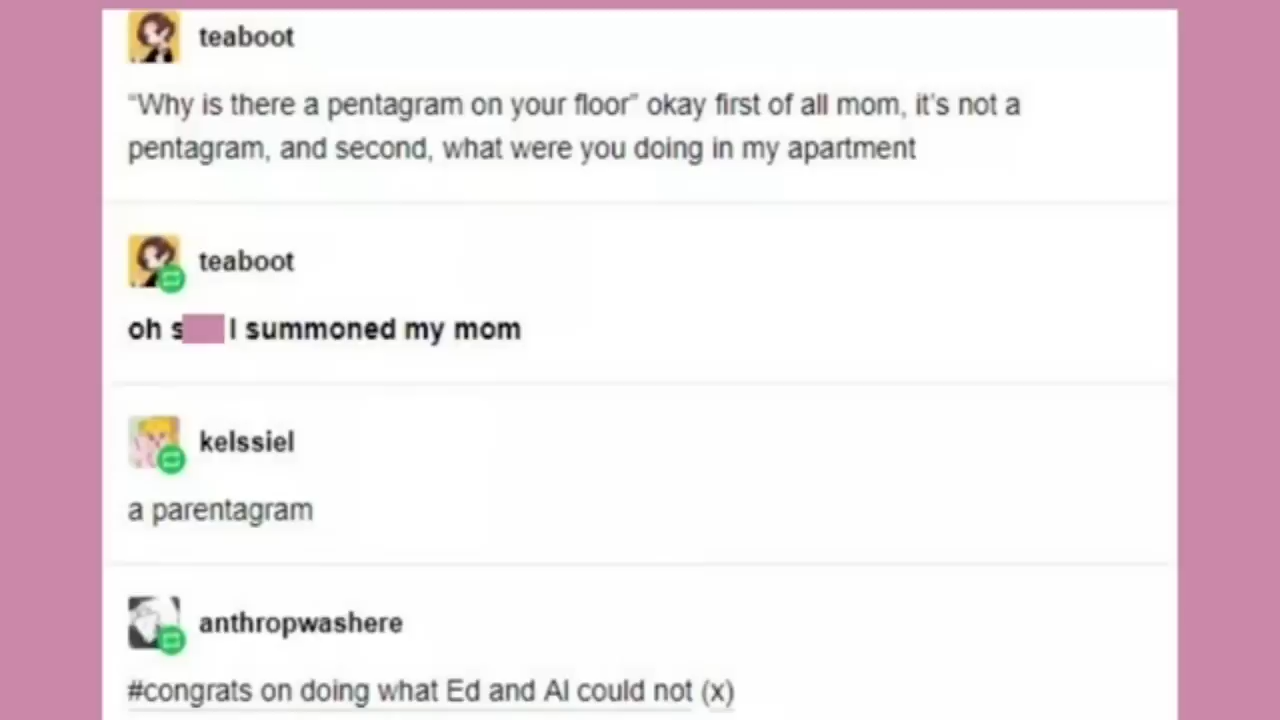 teaboot
“Why is there a pentagram on your floor” okay first of all mom, it’s not a
pentagram, and second, what were you doing in my apartment
teaboot
oh s I summoned my mom
kelssiel
a parentagram
anthropwashere
#congrats on doing what Ed and Al could not (x)